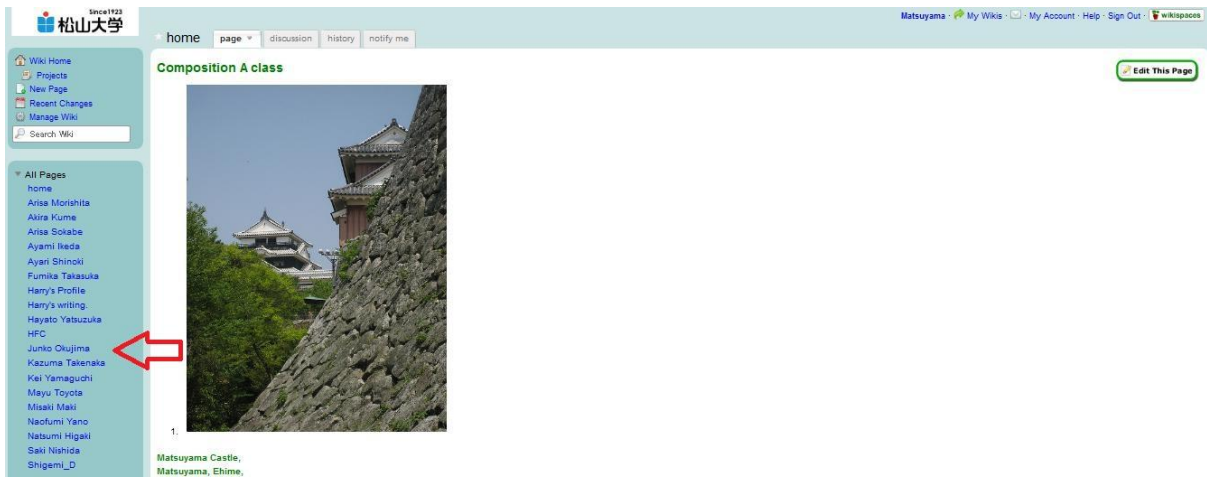 Since1923
松山大学
Matsuyama · My Wikis · · My Account · Help · Sign Out · wikispaces
home page discussion history notify me
Wiki Home
Projects
New Page
Recent Changes
Manage Wiki
Search Wiki
All Pages
home
Arisa Morishita
Akira Kume
Arisa Sokabe
Ayami Ikeda
Ayari Shinoki
Fumika Takasuka
Harry's Profile
Harry's writing.
Hayato Yatsuzuka
HFC
Junko Okujima
Kazuma Takenaka
Kei Yamaguchi
Mayu Toyota
Misaki Maki
Naofumi Yano
Natsumi Higaki
Saki Nishida
Shigemi_D
Composition A class
Edit This Page
1.
Matsuyama Castle,
Matsuyama, Ehime,